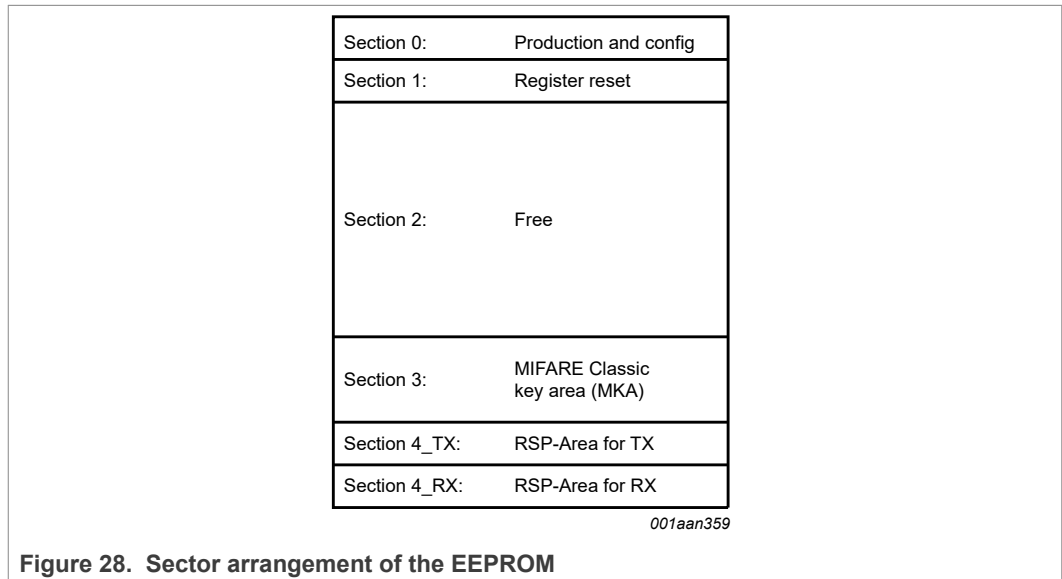 Section 0: Production and config
Section 1: Register reset
Section 2: Free
Section 3: MIFARE Classic
key area (MKA)
Section 4_TX: RSP-Area for TX
Section 4_RX: RSP-Area for RX
001aan359
Figure 28. Sector arrangement of the EEPROM